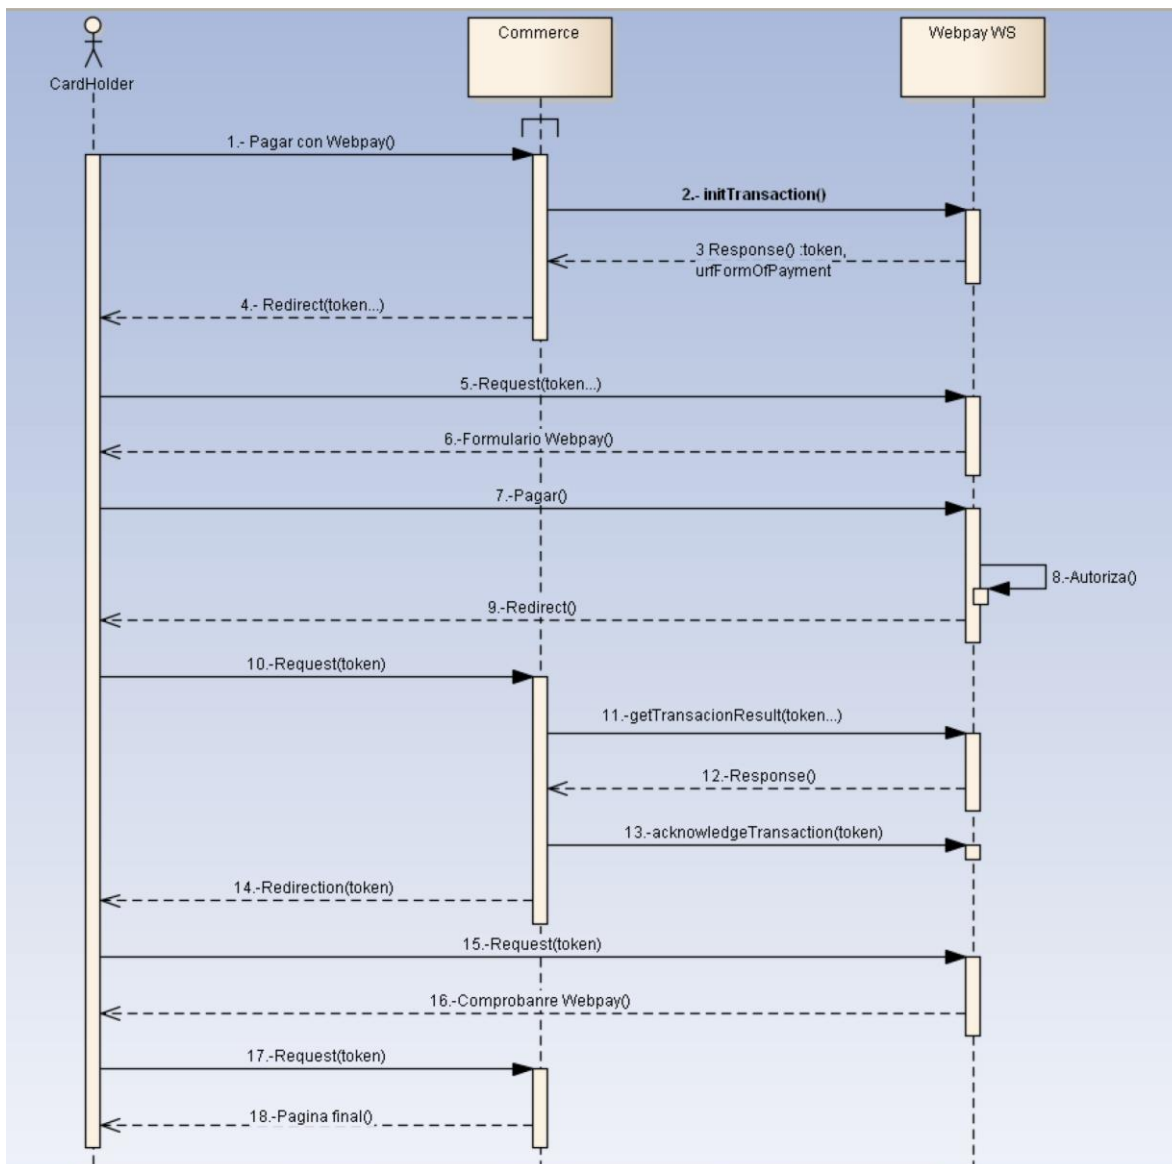 Commerce
Webpay WS
CardHolder
1.- Pagar con Webpay()
2.- initTransaction()
3 Response() :token,
urlFormOfPayment
4.- Redirect(token...)
5.-Request(token...)
6.-Formulario Webpay()
7.-Pagar()
8.-Autoriza()
9.-Redirect()
10.-Request(token)
11.-getTransacionResult(token...)
12.-Response()
13.-acknowledgeTransaction(token)
14.-Redirection(token)
15.-Request(token)
16.-Comprobanre Webpay()
17.-Request(token)
18.-Pagina final()